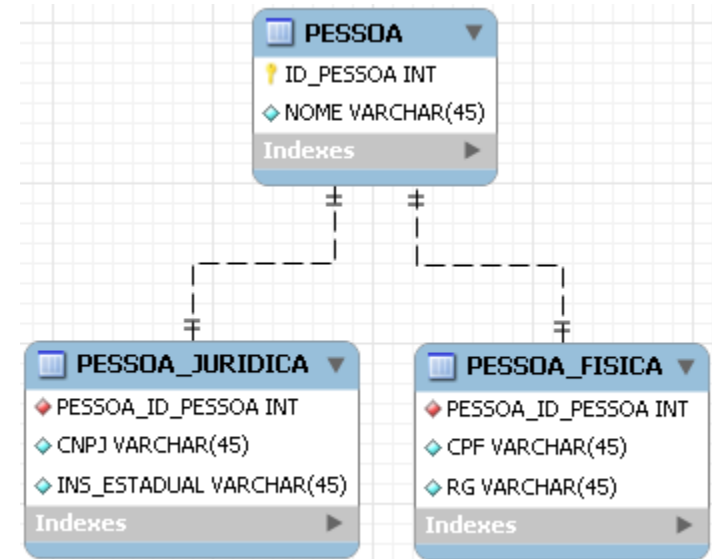 PESSOA
ID_PESSOA INT
NOME VARCHAR(45)
Indexes
PESSOA_JURIDICA
PESSOA_ID_PESSOA INT
CNPJ VARCHAR(45)
INS_ESTADUAL VARCHAR(45)
Indexes
PESSOA_FISICA
PESSOA_ID_PESSOA INT
CPF VARCHAR(45)
RG VARCHAR(45)
Indexes